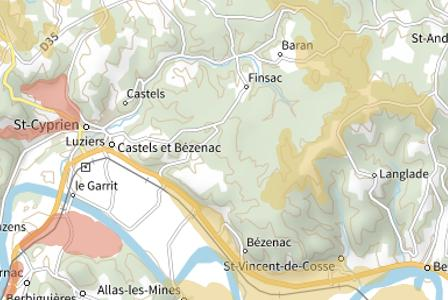 D35
Baran
St-And
Finsac
Castels
St-Cyprien
Luziers
Castels et Bézenac
Langlade
le Garrit
zens
Bézenac
St-Vincent-de-Cosse
Be
rnac
Allas-les-Mines
Berbiguières